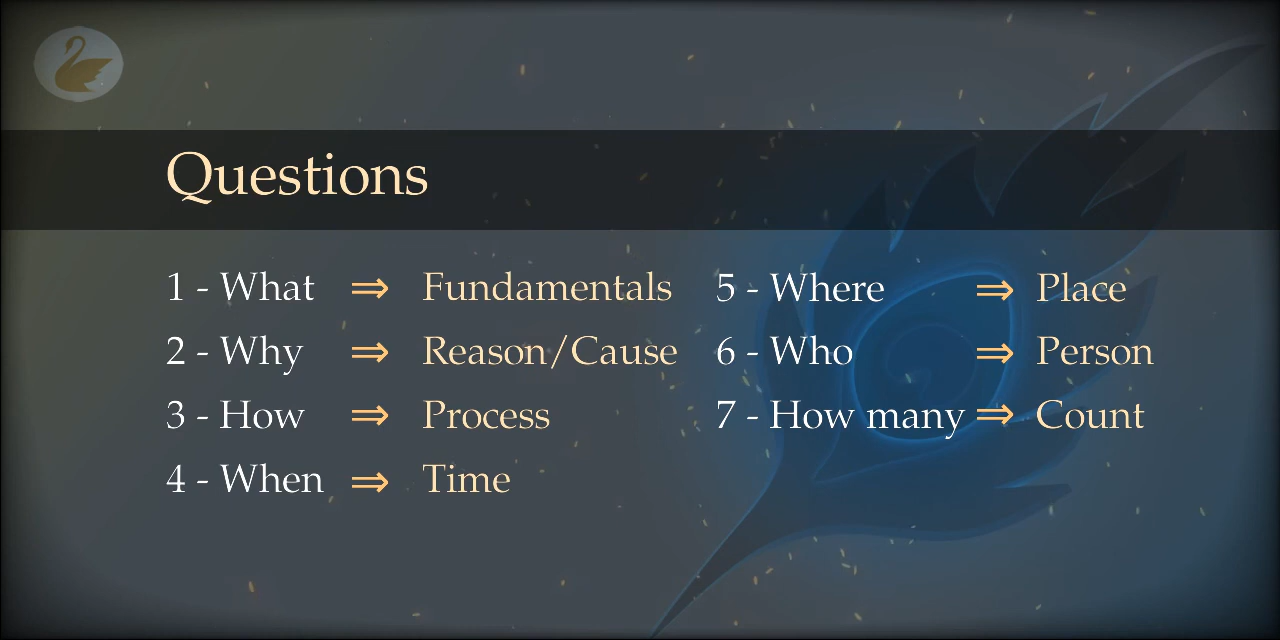 Questions
1 - What ⇒ Fundamentals
2 - Why ⇒ Reason/Cause
3 - How ⇒ Process
4 - When ⇒ Time
5 - Where ⇒ Place
6 - Who ⇒ Person
7 - How many ⇒ Count